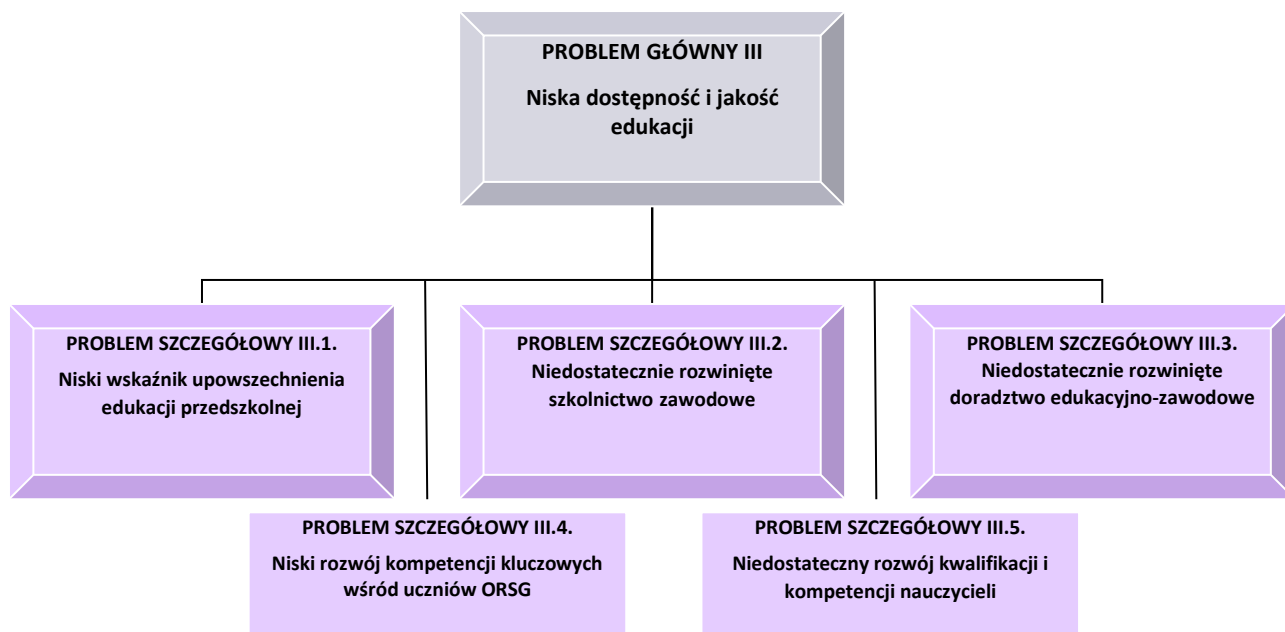 PROBLEM GŁÓWNY III
Niska dostępność i jakość
edukacji
PROBLEM SZCZEGÓŁOWY III.1.
Niski wskaźnik upowszechnienia
edukacji przedszkolnej
PROBLEM SZCZEGÓŁOWY III.2.
Niedostatecznie rozwinięte
szkolnictwo zawodowe
PROBLEM SZCZEGÓŁOWY III.3.
Niedostatecznie rozwinięte
doradztwo edukacyjno-zawodowe
PROBLEM SZCZEGÓŁOWY III.4.
Niski rozwój kompetencji kluczowych
wśród uczniów ORSG
PROBLEM SZCZEGÓŁOWY III.5.
Niedostateczny rozwój kwalifikacji i
kompetencji nauczycieli